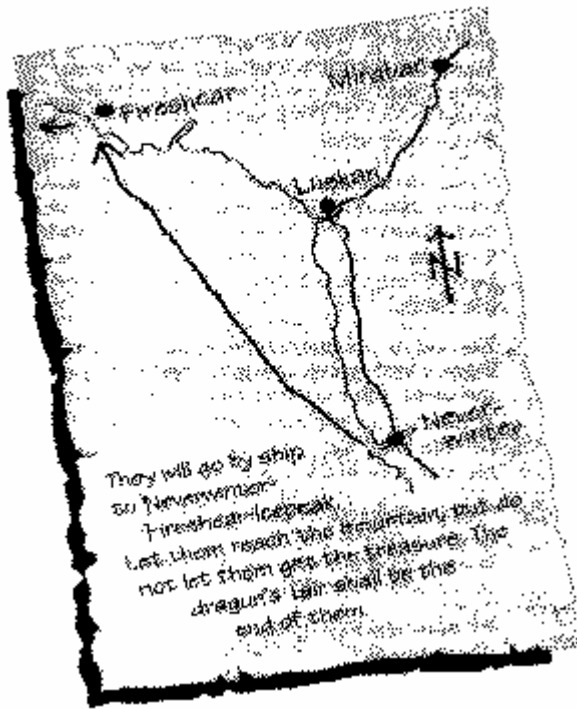 Fireshear
Mirabar
Luskan
N
Never-
winter
They will go by ship
to Neverwinter-
Fireshear-Icepeak
Let them reach the mountain, but do
not let them get the treasure. The
dragon's lair shall be the
end of them.